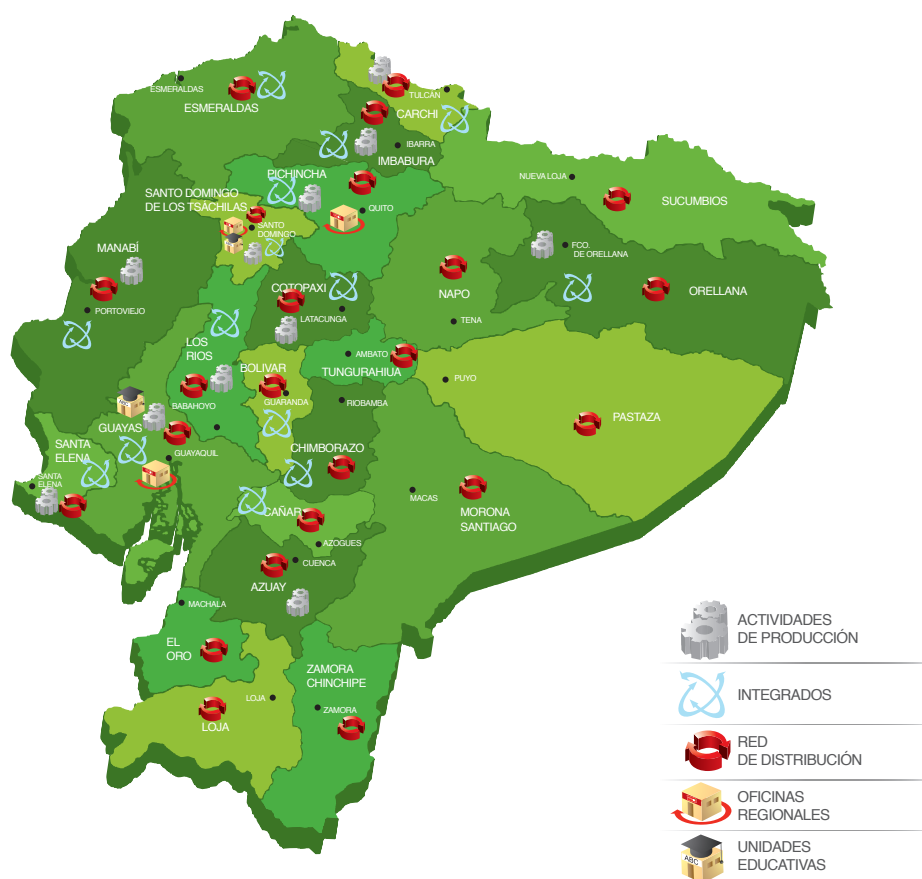 TULCÁN
CARCHI
ESMERALDAS
ESMERALDAS
IBARRA
IMBABURA
PICHINCHA
NUEVA LOJA
SUCUMBIOS
SANTO DOMINGO
DE LOS TSÁCHILAS
QUITO
SANTO
DOMINGO
MANABÍ
FCO.
DE ORELLANA
COTOPAXI
NAPO
ORELLANA
PORTOVIEJO
LATACUNGA
TENA
LOS
RIOS
AMBATO
TUNGURAHUA
BOLIVAR
PUYO
GUARANDA
RIOBAMBA
BABAHOYO
PASTAZA
ABC
GUAYAS
SANTA
ELENA
GUAYAQUIL
CHIMBORAZO
SANTA
ELENA
MACAS
MORONA
SANTIAGO
CAÑAR
AZOGUES
CUENCA
AZUAY
MACHALA
EL
ORO
ZAMORA
CHINCHIPE
LOJA
ZAMORA
LOJA
ACTIVIDADES
DE PRODUCCIÓN
INTEGRADOS
RED
DE DISTRIBUCIÓN
OFICINAS
REGIONALES
ABC
UNIDADES
EDUCATIVAS